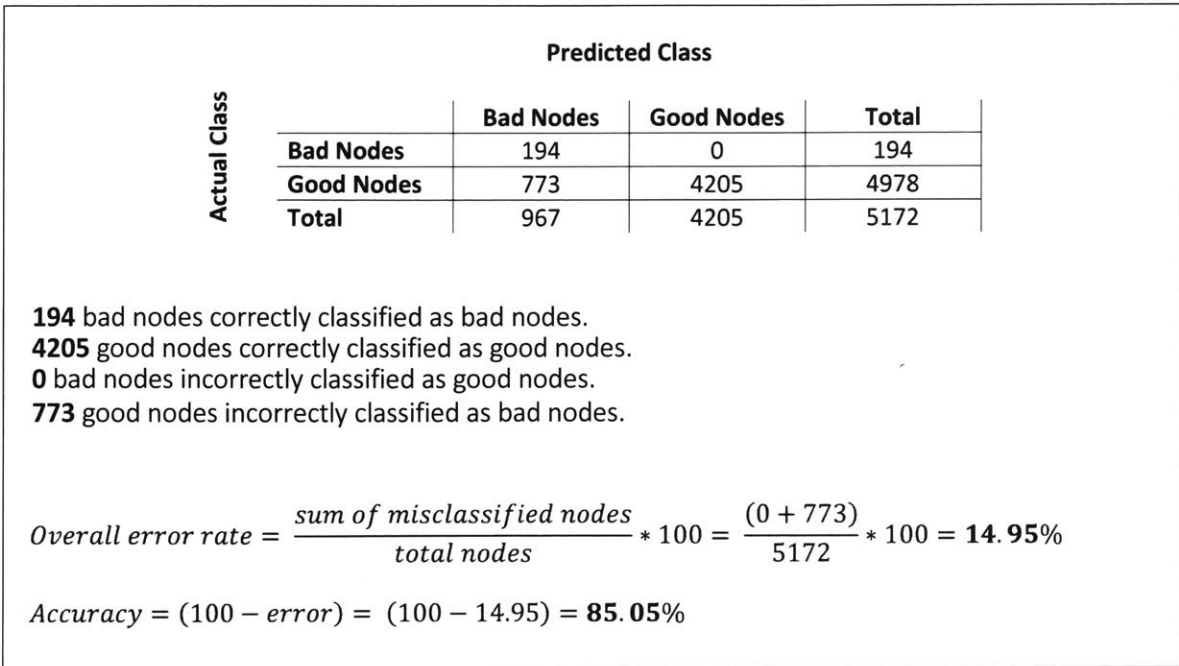 Predicted Class
Actual Class
Bad Nodes Good Nodes Total
Bad Nodes 194 0 194
Good Nodes 773 4205 4978
Total 967 4205 5172
194 bad nodes correctly classified as bad nodes.
4205 good nodes correctly classified as good nodes.
0 bad nodes incorrectly classified as good nodes.
773 good nodes incorrectly classified as bad nodes.
Overall error rate = sum of misclassified nodes / total nodes * 100 = (0 + 773) / 5172 * 100 = 14.95%
Accuracy = (100 − error) = (100 − 14.95) = 85.05%